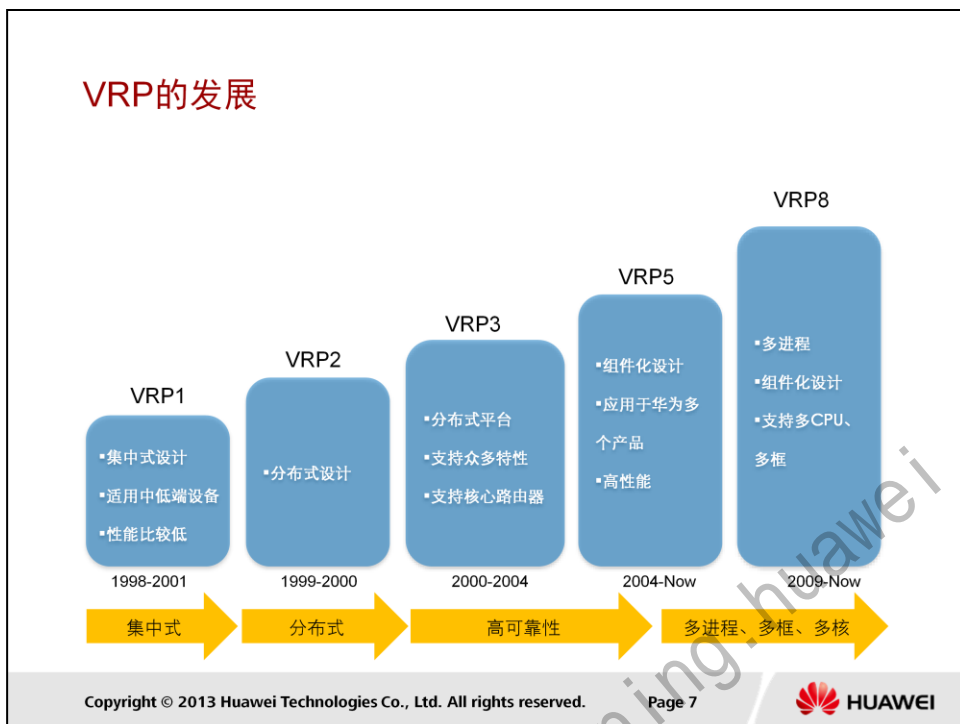 VRP的发展
VRP1
▪集中式设计
▪适用中低端设备
▪性能比较低
1998-2001
VRP2
▪分布式设计
1999-2000
VRP3
▪分布式平台
▪支持众多特性
▪支持核心路由器
2000-2004
VRP5
▪组件化设计
▪应用于华为多
个产品
▪高性能
2004-Now
VRP8
▪多进程
▪组件化设计
▪支持多CPU、
多框
2009-Now
集中式
分布式
高可靠性
多进程、多框、多核
ning.huawei
Copyright © 2013 Huawei Technologies Co., Ltd. All rights reserved.
Page 7
HUAWEI